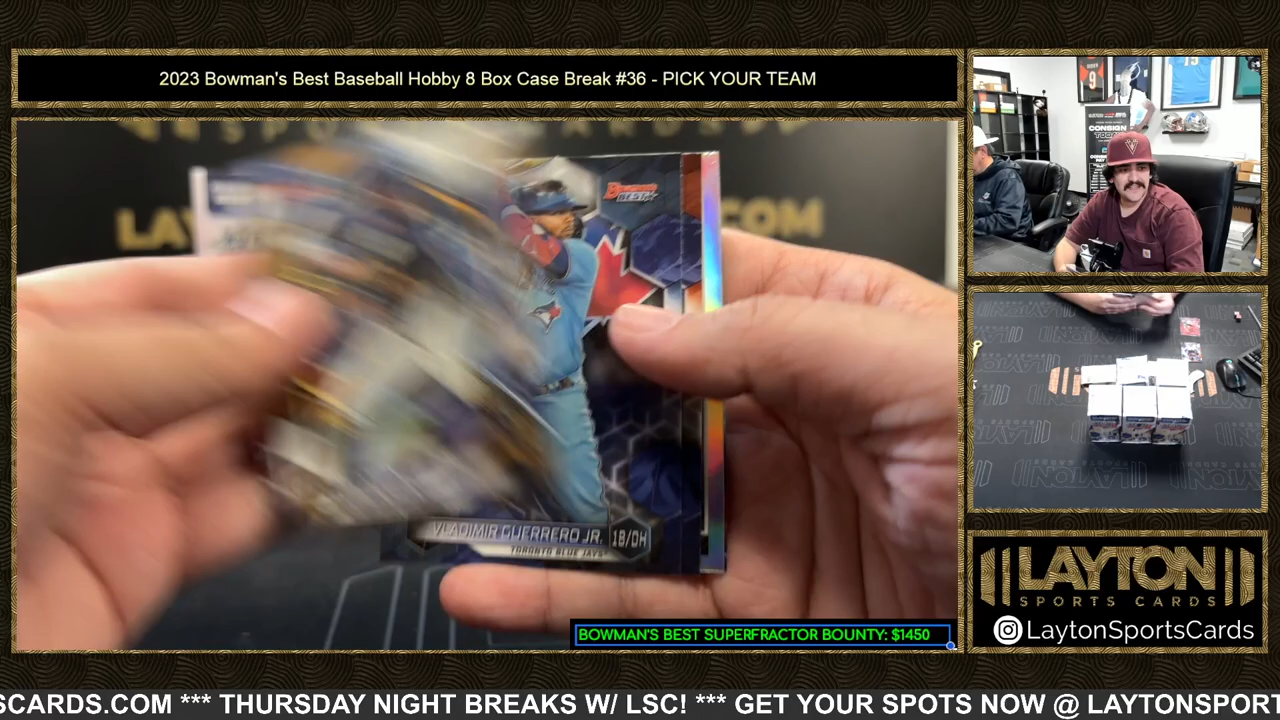 2023 Bowman's Best Baseball Hobby 8 Box Case Break #36 - PICK YOUR TEAM
BOWMAN BEST
VLADIMIR GUERRERO JR. 1B/DH
TORONTO BLUE JAYS
BOWMAN'S BEST SUPERFRACTOR BOUNTY: $1450
CONSIGN
TODAY
LAYTON
SPORTS CARDS
LaytonSportsCards
SCARDS.COM *** THURSDAY NIGHT BREAKS W/ LSC! *** GET YOUR SPOTS NOW @ LAYTONSPORT